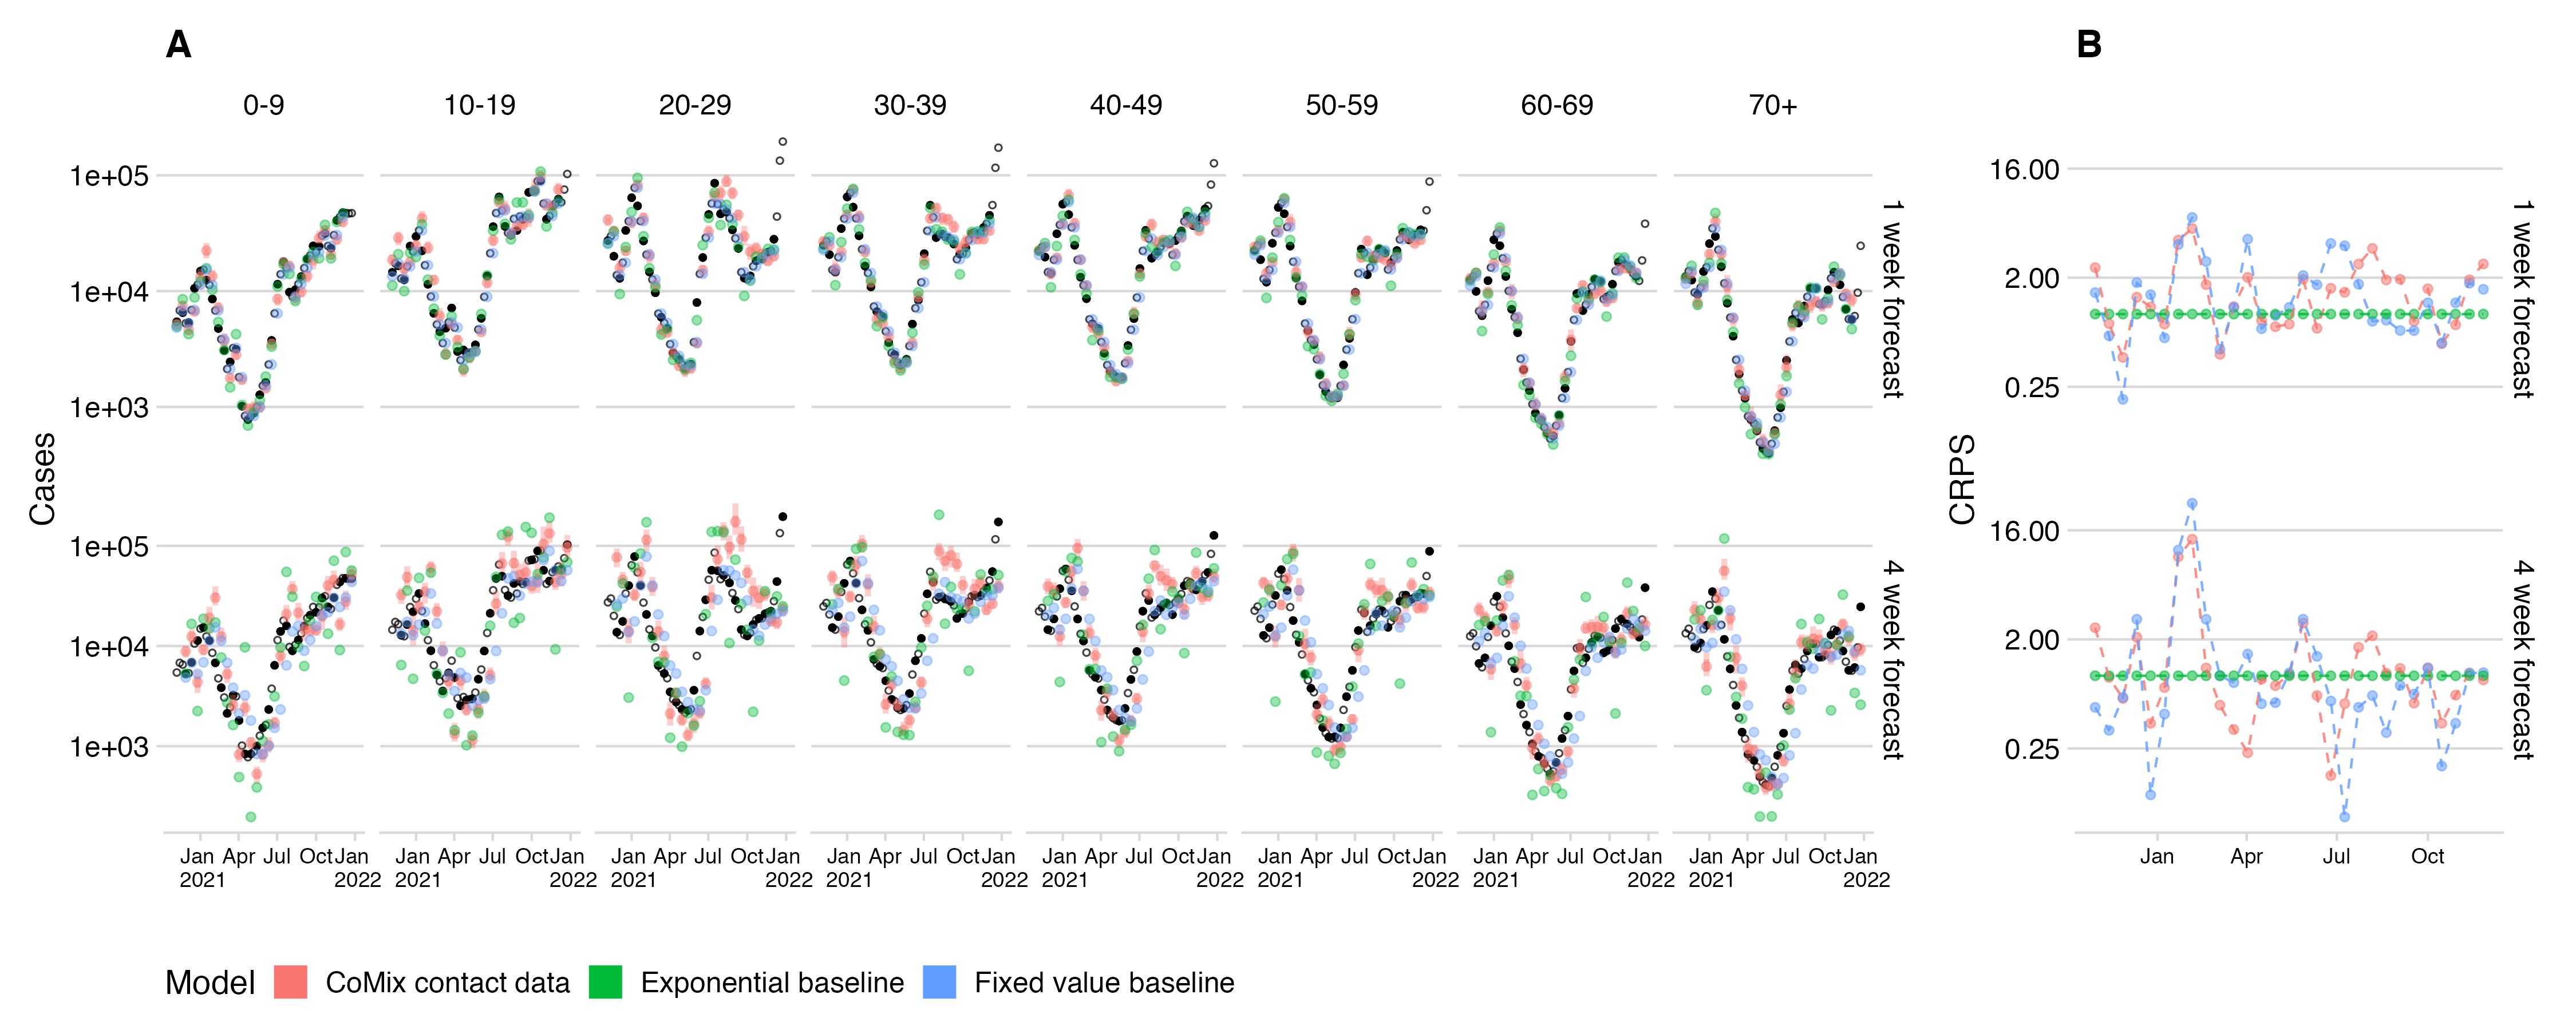 A
B
0-9 10-19 20-29 30-39 40-49 50-59 60-69 70+
1e+05
1e+04
1e+03
1 week forecast
16.00
2.00
0.25
1 week forecast
Cases
CRPS
1e+05
1e+04
1e+03
4 week forecast
16.00
2.00
0.25
4 week forecast
Jan Apr Jul Oct Jan Jan Apr Jul Oct Jan Jan Apr Jul Oct Jan Jan Apr Jul Oct Jan Jan Apr Jul Oct Jan Jan Apr Jul Oct Jan Jan Apr Jul Oct Jan Jan Apr Jul Oct Jan
2021 2022 2021 2022 2021 2022 2021 2022 2021 2022 2021 2022 2021 2022 2021 2022
Jan Apr Jul Oct
Model CoMix contact data Exponential baseline Fixed value baseline